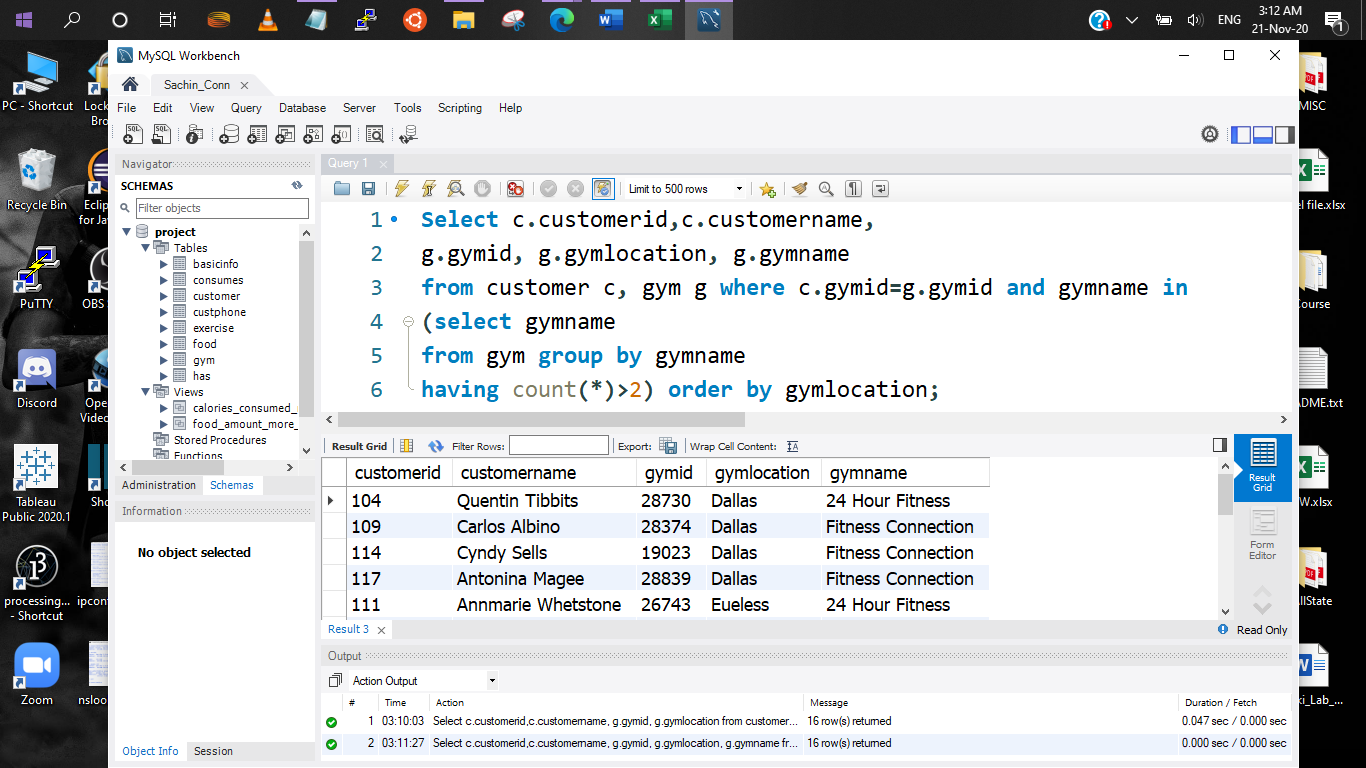 3:12 AM
ENG
21-Nov-20
1
MySQL Workbench
Sachin_Conn
File Edit View Query Database Server Tools Scripting Help
Navigator
SCHEMAS
Filter objects
project
Tables
basicinfo
consumes
customer
custphone
exercise
food
gym
has
Views
calories_consumed_
food_amount_more_
Stored Procedures
Functions
Administration Schemas
Information
No object selected
Object Info Session
Query 1
Limit to 500 rows
1 Select c.customerid,c.customername,
2 g.gymid, g.gymlocation, g.gymname
3 from customer c, gym g where c.gymid=g.gymid and gymname in
4 (select gymname
5 from gym group by gymname
6 having count(*)>2) order by gymlocation;
Result Grid Filter Rows: Export: Wrap Cell Content:
customerid customername gymid gymlocation gymname
104 Quentin Tibbits 28730 Dallas 24 Hour Fitness
109 Carlos Albino 28374 Dallas Fitness Connection
114 Cyndy Sells 19023 Dallas Fitness Connection
117 Antonina Magee 28839 Dallas Fitness Connection
111 Annmarie Whetstone 26743 Eueless 24 Hour Fitness
Result
Grid
Form
Editor
Result 3
Read Only
Output
Action Output
# Time Action Message Duration / Fetch
1 03:10:03 Select c.customerid,c.customername, g.gymid, g.gymlocation from customer... 16 row(s) returned 0.047 sec / 0.000 sec
2 03:11:27 Select c.customerid,c.customername, g.gymid, g.gymlocation, g.gymname fr... 16 row(s) returned 0.000 sec / 0.000 sec
PC - Shortcut
Recycle Bin
PuTTY
Discord
Tableau
Public 2020.1
processing...
- Shortcut
Zoom
Lock
Bro
Eclip
for Jav
OBS
Ope
Video
Sho
ipcon
nsloo
MISC
el file.xlsx
Course
DME.txt
W.xlsx
AllState
ki_Lab_...